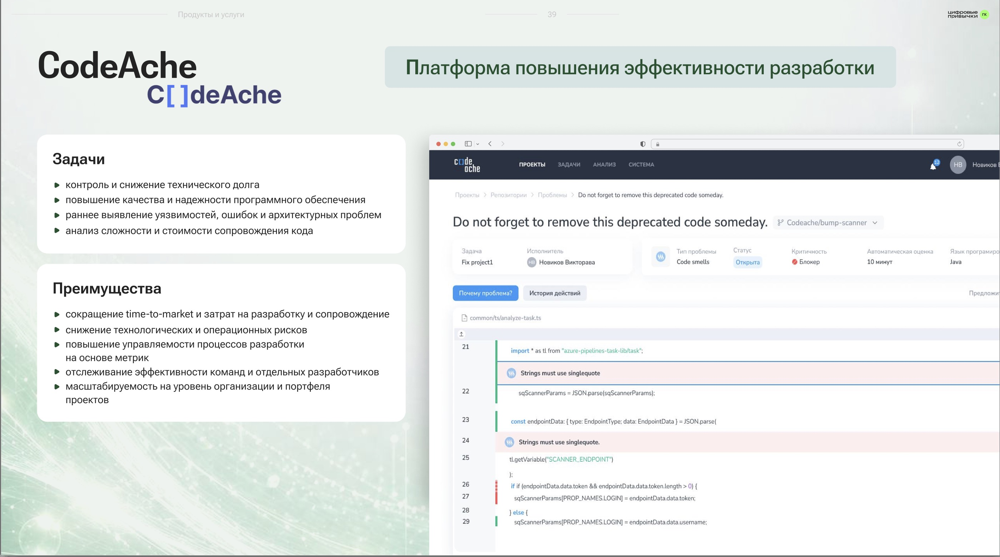 Продукты и услуги
39
цифровые
привычки
ГК
CodeAche
C[ ]deAche
Платформа повышения эффективности разработки
Задачи
контроль и снижение технического долга
повышение качества и надежности программного обеспечения
раннее выявление уязвимостей, ошибок и архитектурных проблем
анализ сложности и стоимости сопровождения кода
Преимущества
сокращение time-to-market и затрат на разработку и сопровождение
снижение технологических и операционных рисков
повышение управляемости процессов разработки
на основе метрик
отслеживание эффективности команд и отдельных разработчиков
масштабируемость на уровень организации и портфеля
проектов
c[]de
ache
ПРОЕКТЫ ЗАДАЧИ АНАЛИЗ СИСТЕМА
12
НВ Новиков
Проекты > Репозитории > Проблемы > Do not forget to remove this deprecated code someday.
Do not forget to remove this deprecated code someday.
Codeache/bump-scanner
Задача Исполнитель
Fix project1 НВ Новиков Викторава
Тип проблемы Статус Критичность Автоматическая оценка Язык програмиро
Code smells Открыта Блокер 10 минут Java
Почему проблема? История действий
Предложи
common/ts/analyze-task.ts
21 import * as tl from "azure-pipelines-task-lib/task";
Strings must use singlequote
22 sqScannerParams = JSON.parse(sqScannerParams);
23 const endpointData: { type: EndpointType; data: EndpointData } = JSON.parse(
24 Strings must use singlequote.
25 tl.getVariable("SCANNER_ENDPOINT")
);
26 if if (endpointData.data.token && endpointData.data.token.length > 0) {
27 sqScannerParams[PROP_NAMES.LOGIN] = endpointData.data.token;
28 } else {
29 sqScannerParams[PROP_NAMES.LOGIN] = endpointData.data.username;